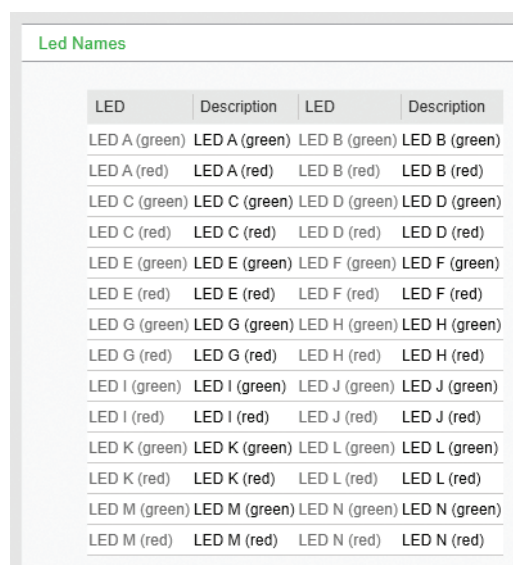 Led Names
LED Description LED Description
LED A (green) LED A (green) LED B (green) LED B (green)
LED A (red) LED A (red) LED B (red) LED B (red)
LED C (green) LED C (green) LED D (green) LED D (green)
LED C (red) LED C (red) LED D (red) LED D (red)
LED E (green) LED E (green) LED F (green) LED F (green)
LED E (red) LED E (red) LED F (red) LED F (red)
LED G (green) LED G (green) LED H (green) LED H (green)
LED G (red) LED G (red) LED H (red) LED H (red)
LED I (green) LED I (green) LED J (green) LED J (green)
LED I (red) LED I (red) LED J (red) LED J (red)
LED K (green) LED K (green) LED L (green) LED L (green)
LED K (red) LED K (red) LED L (red) LED L (red)
LED M (green) LED M (green) LED N (green) LED N (green)
LED M (red) LED M (red) LED N (red) LED N (red)